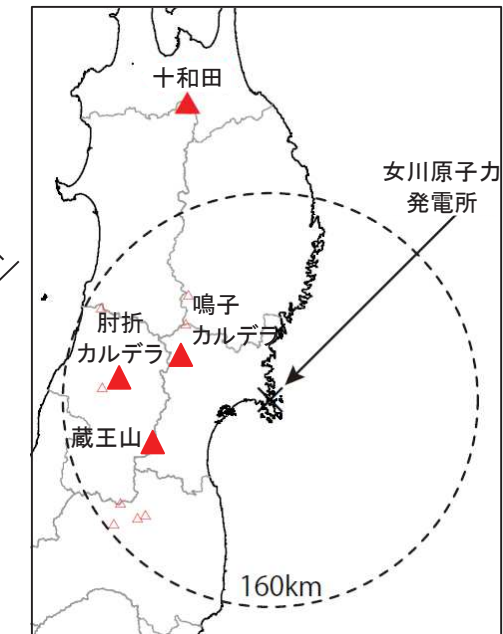 十和田
女川原子力
発電所
鳴子
カルデラ
肘折
カルデラ
蔵王山
160km